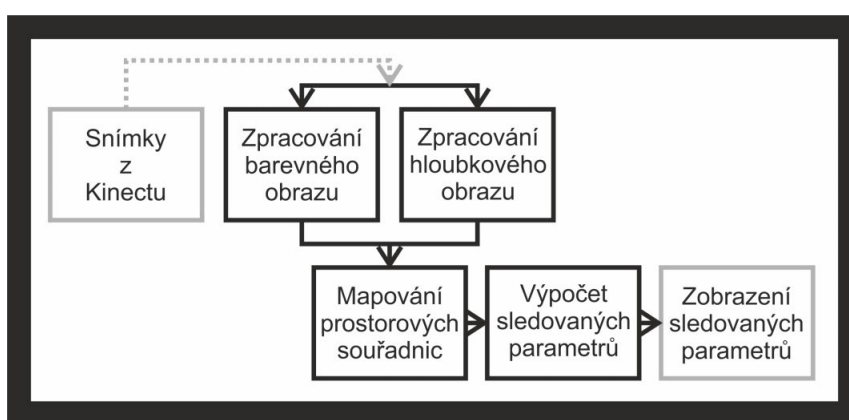 Snímky
z
Kinectu
Zpracování
barevného
obrazu
Zpracování
hloubkového
obrazu
Mapování
prostorových
souřadnic
Výpočet
sledovaných
parametrů
Zobrazení
sledovaných
parametrů